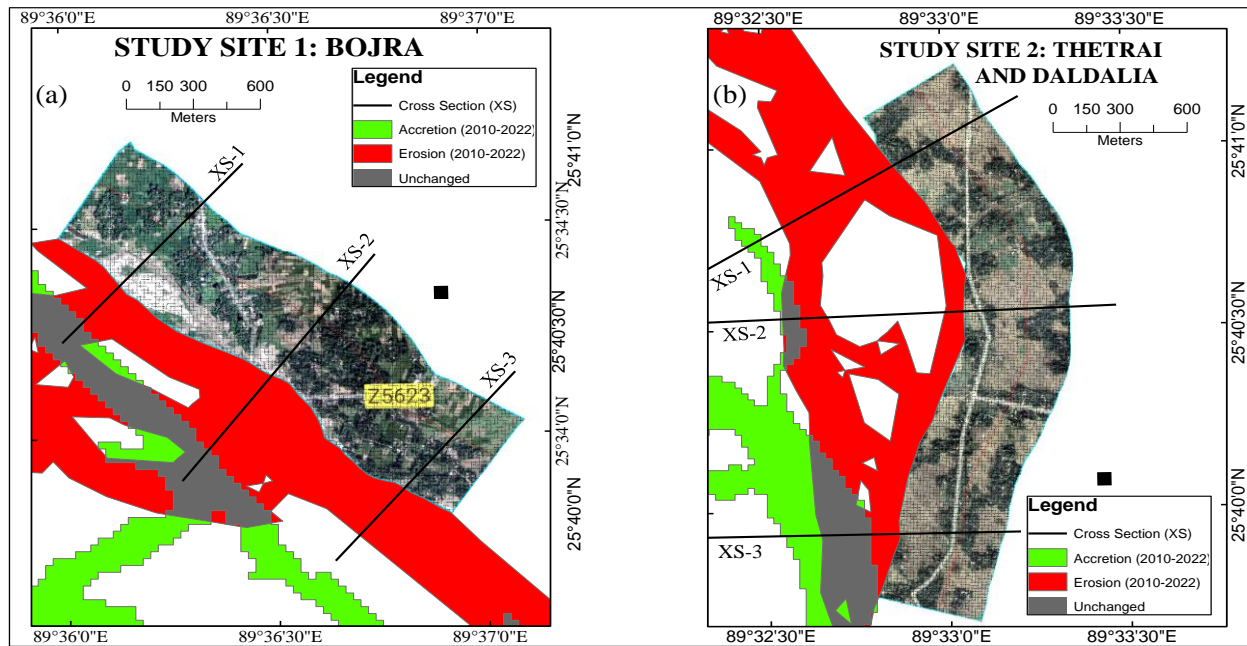 89°36'0"E 89°36'30"E 89°37'0"E
STUDY SITE 1: BOJRA
0 150 300 600
Meters
(a)
Legend
Cross Section (XS)
Accretion (2010-2022)
Erosion (2010-2022)
Unchanged
XS-1
XS-2
XS-3
Z5623
25°34'30"N
25°34'0"N
89°36'0"E 89°36'30"E 89°37'0"E
25°41'0"N
25°40'30"N
25°40'0"N
89°32'30"E 89°33'0"E 89°33'30"E
STUDY SITE 2: THETRAI
AND DALDALIA
(b)
0 150 300 600
Meters
XS-1
XS-2
XS-3
Legend
Cross Section (XS)
Accretion (2010-2022)
Erosion (2010-2022)
Unchanged
25°41'0"N
25°40'30"N
25°40'0"N
89°32'30"E 89°33'0"E 89°33'30"E